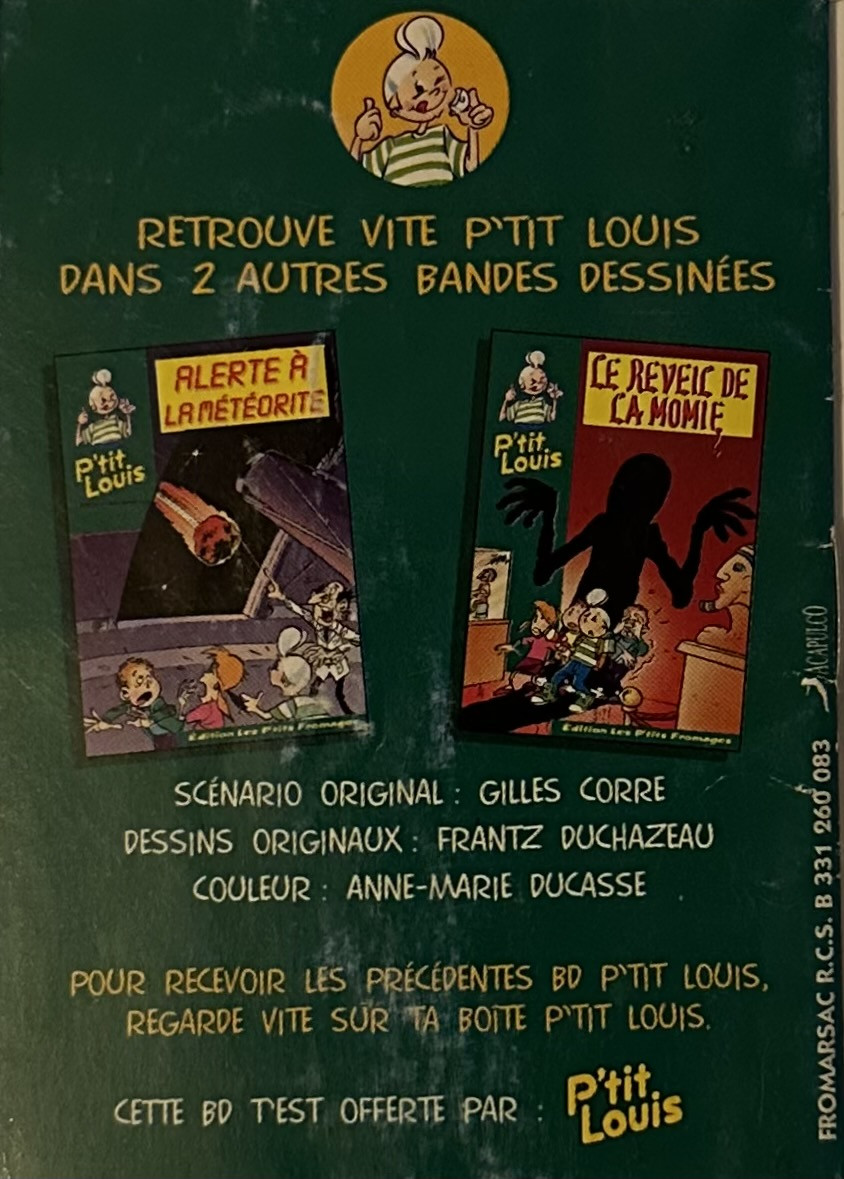 RETROUVE VITE P'TIT LOUIS
DANS 2 AUTRES BANDES DESSINÉES
ALERTE À
LA MÉTÉORITE
P'tit
Louis
Edition Les P'tits Fromages
LE REVEIL DE
LA MOMIE
P'tit
Louis
Edition Les P'tits Fromages
SCÉNARIO ORIGINAL : GILLES CORRE
DESSINS ORIGINAUX : FRANTZ DUCHAZEAU
COULEUR : ANNE-MARIE DUCASSE
POUR RECEVOIR LES PRÉCÉDENTES BD P'TIT LOUIS,
REGARDE VITE SUR TA BOITE P'TIT LOUIS.
CETTE BD T'EST OFFERTE PAR :
P'tit
Louis
FROMARSAC R.C.S. B 331 260 083
ACAPULCO